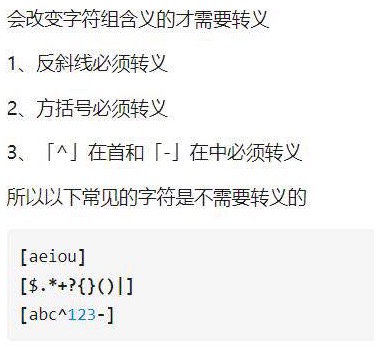 会改变字符组含义的才需要转义
1、反斜线必须转义
2、方括号必须转义
3、「^」在首和「-」在中必须转义
所以以下常见的字符是不需要转义的
[aeiou]
[$.*+?{}()|]
[abc^123-]